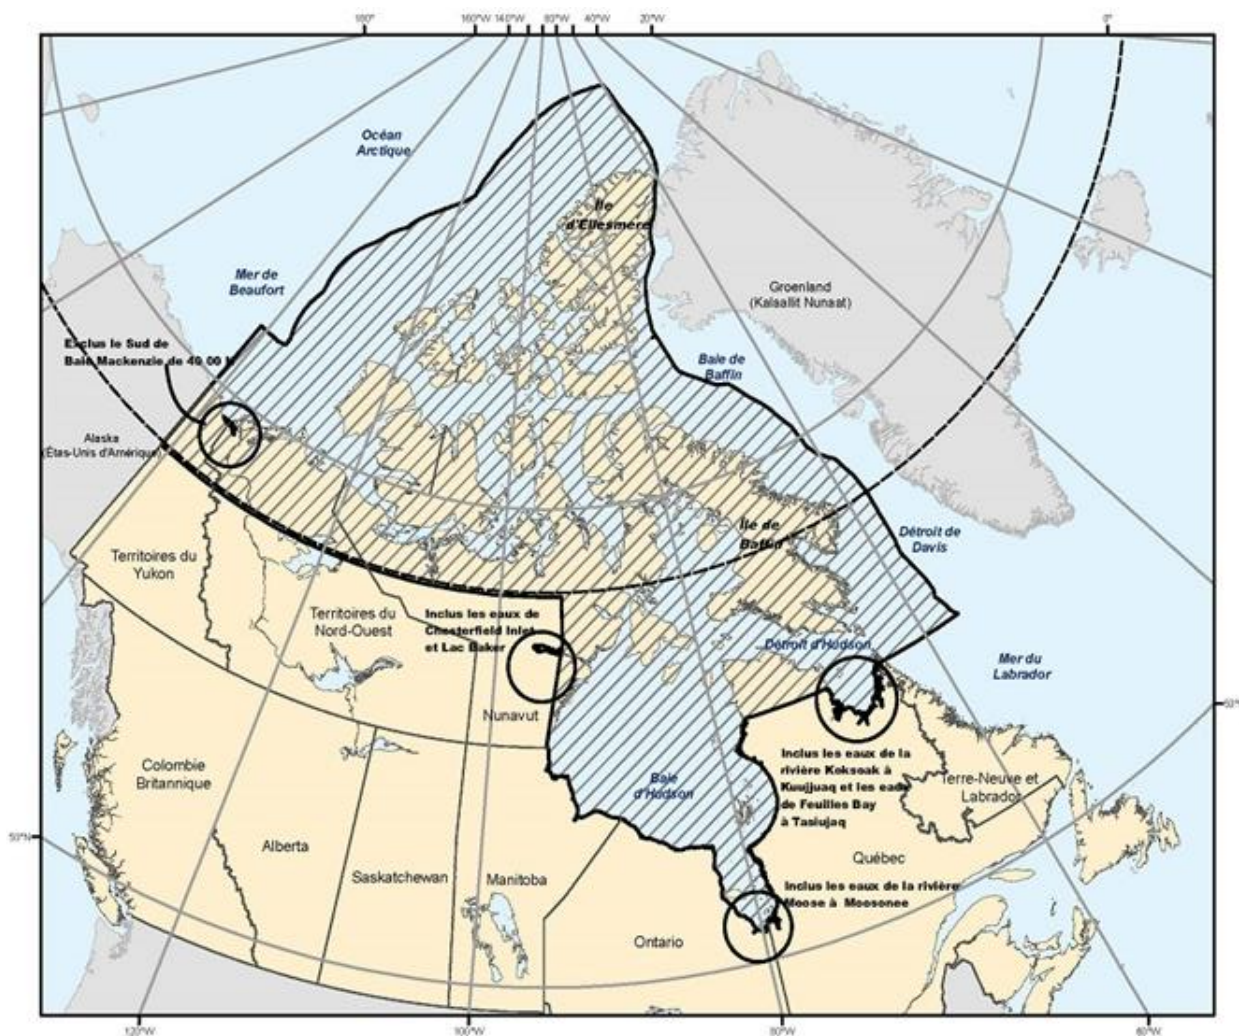 180°
160°W
140°W
80°W
60°W
40°W
20°W
0°
Océan
Arctique
Île
d'Ellesmere
Mer de
Beaufort
Groenland
(Kalaallit Nunaat)
Exclus le Sud de
Baie Mackenzie de 40 00 N
Baie de
Baffin
Alaska
(États-Unis d'Amérique)
Île de
Baffin
Détroit de
Davis
Territoires du
Yukon
Territoires du
Nord-Ouest
Inclus les eaux de
Chesterfield Inlet
et Lac Baker
Détroit d'Hudson
Mer du
Labrador
Nunavut
Colombie
Britannique
Baie
d'Hudson
Inclus les eaux de la
rivière Koksoak à
Kuujjuaq et les eaux
de Feuilles Bay
à Tasiujaq
Terre-Neuve et
Labrador
Alberta
Saskatchewan
Manitoba
Québec
Inclus les eaux de la rivière
Moose à Moosonee
Ontario
120°W
100°W
80°W
60°W